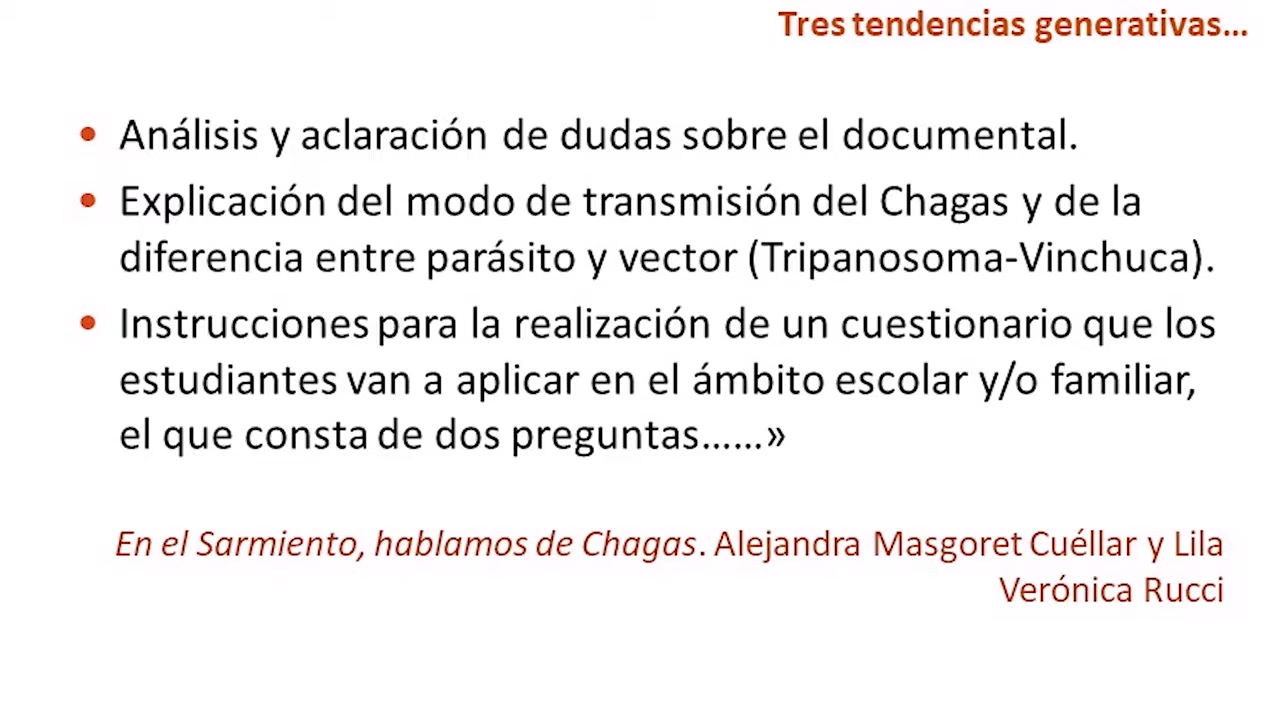 Tres tendencias generativas...
• Análisis y aclaración de dudas sobre el documental.
• Explicación del modo de transmisión del Chagas y de la
diferencia entre parásito y vector (Tripanosoma-Vinchuca).
• Instrucciones para la realización de un cuestionario que los
estudiantes van a aplicar en el ámbito escolar y/o familiar,
el que consta de dos preguntas......»
En el Sarmiento, hablamos de Chagas. Alejandra Masgoret Cuéllar y Lila
Verónica Rucci